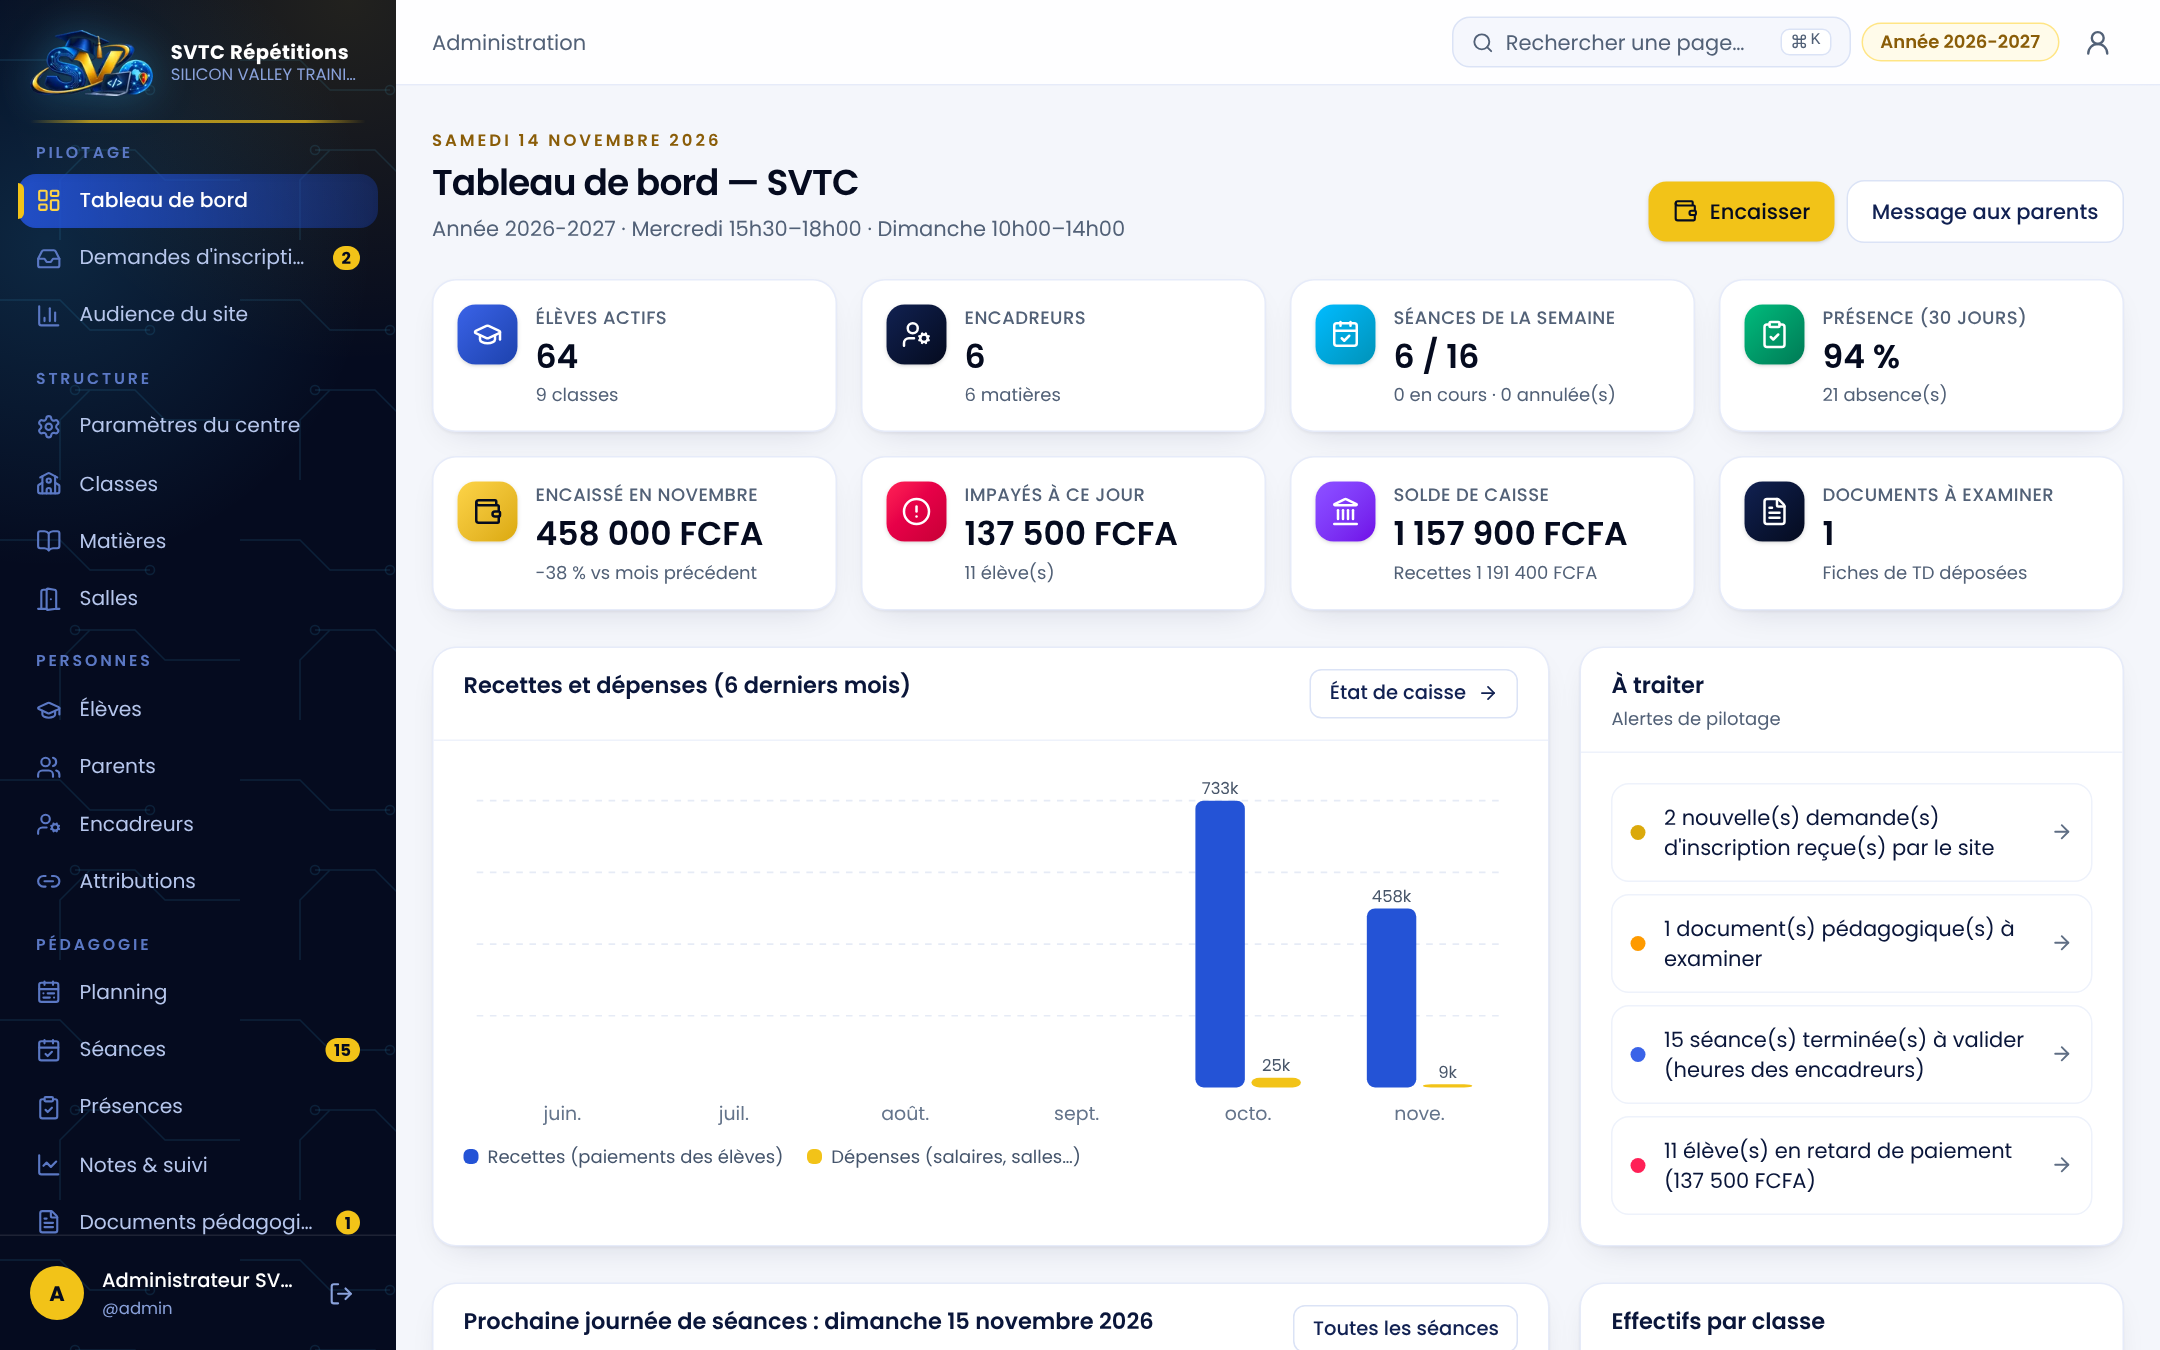 SVTC Répétitions
SILICON VALLEY TRAINI...
PILOTAGE
Tableau de bord
Demandes d'inscripti... 2
Audience du site
STRUCTURE
Paramètres du centre
Classes
Matières
Salles
PERSONNES
Élèves
Parents
Encadreurs
Attributions
PÉDAGOGIE
Planning
Séances 15
Présences
Notes & suivi
Documents pédagogi... 1
A
Administrateur SV...
@admin
Administration
Rechercher une page... ⌘K
Année 2026-2027
SAMEDI 14 NOVEMBRE 2026
Tableau de bord — SVTC
Année 2026-2027 · Mercredi 15h30–18h00 · Dimanche 10h00–14h00
Encaisser
Message aux parents
ÉLÈVES ACTIFS
64
9 classes
ENCADREURS
6
6 matières
SÉANCES DE LA SEMAINE
6 / 16
0 en cours · 0 annulée(s)
PRÉSENCE (30 JOURS)
94 %
21 absence(s)
ENCAISSÉ EN NOVEMBRE
458 000 FCFA
-38 % vs mois précédent
IMPAYÉS À CE JOUR
137 500 FCFA
11 élève(s)
SOLDE DE CAISSE
1 157 900 FCFA
Recettes 1 191 400 FCFA
DOCUMENTS À EXAMINER
1
Fiches de TD déposées
Recettes et dépenses (6 derniers mois)
État de caisse →
733k
458k
25k
9k
juin. juil. août. sept. octo. nove.
Recettes (paiements des élèves) Dépenses (salaires, salles...)
À traiter
Alertes de pilotage
2 nouvelle(s) demande(s)
d'inscription reçue(s) par le site
1 document(s) pédagogique(s) à
examiner
15 séance(s) terminée(s) à valider
(heures des encadreurs)
11 élève(s) en retard de paiement
(137 500 FCFA)
Prochaine journée de séances : dimanche 15 novembre 2026
Toutes les séances
Effectifs par classe